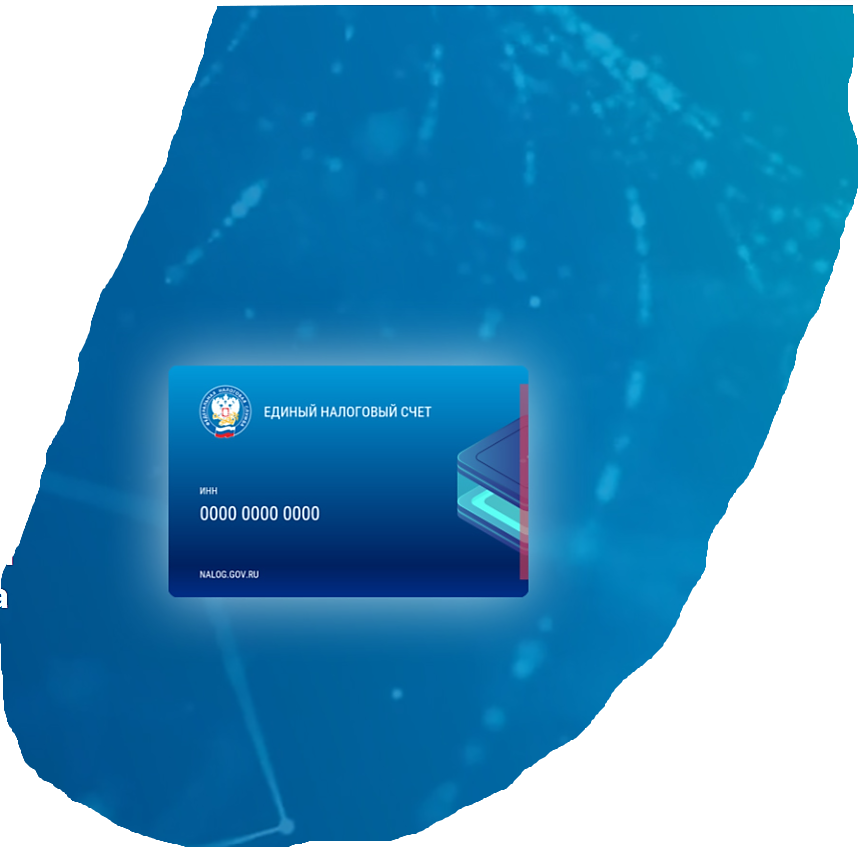 ЕДИНЫЙ НАЛОГОВЫЙ СЧЕТ
ИНН
0000 0000 0000
NALOG.GOV.RU
а